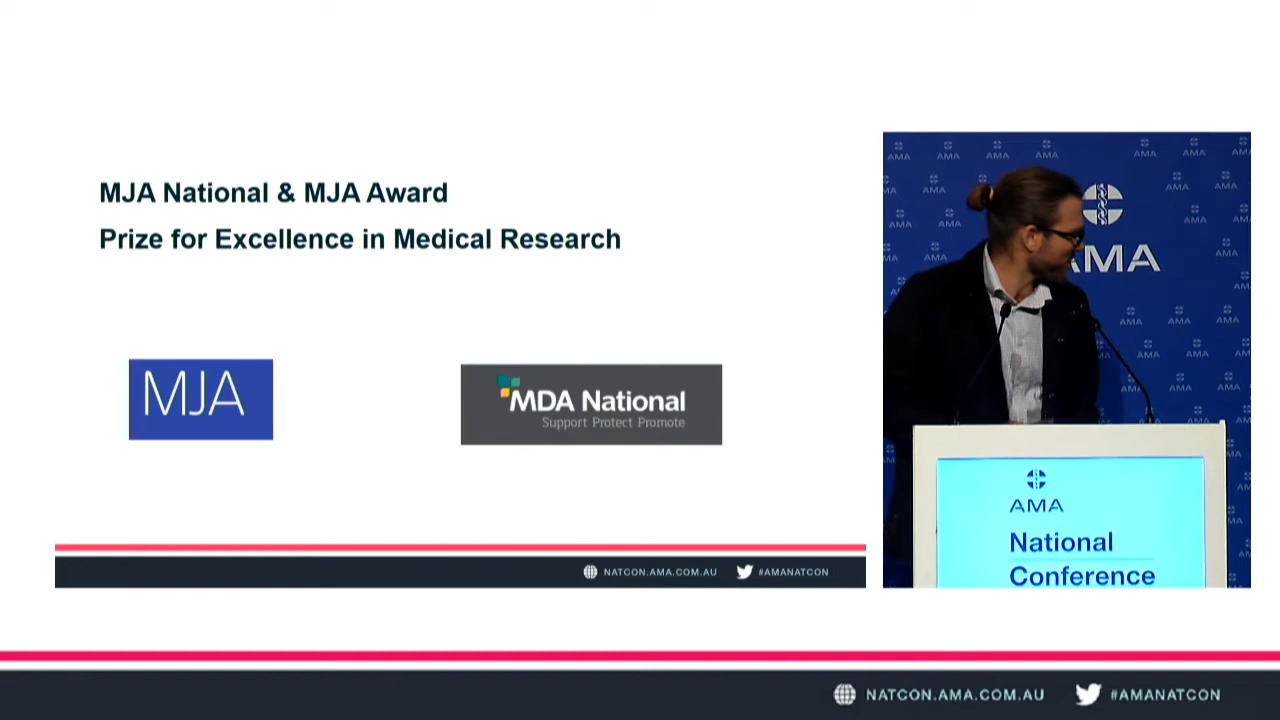 MJA National & MJA Award
Prize for Excellence in Medical Research
MJA
MDA National
Support Protect Promote
NATCON.AMA.COM.AU
#AMANATCON
AMA
AMA
National
Conference
NATCON.AMA.COM.AU
#AMANATCON